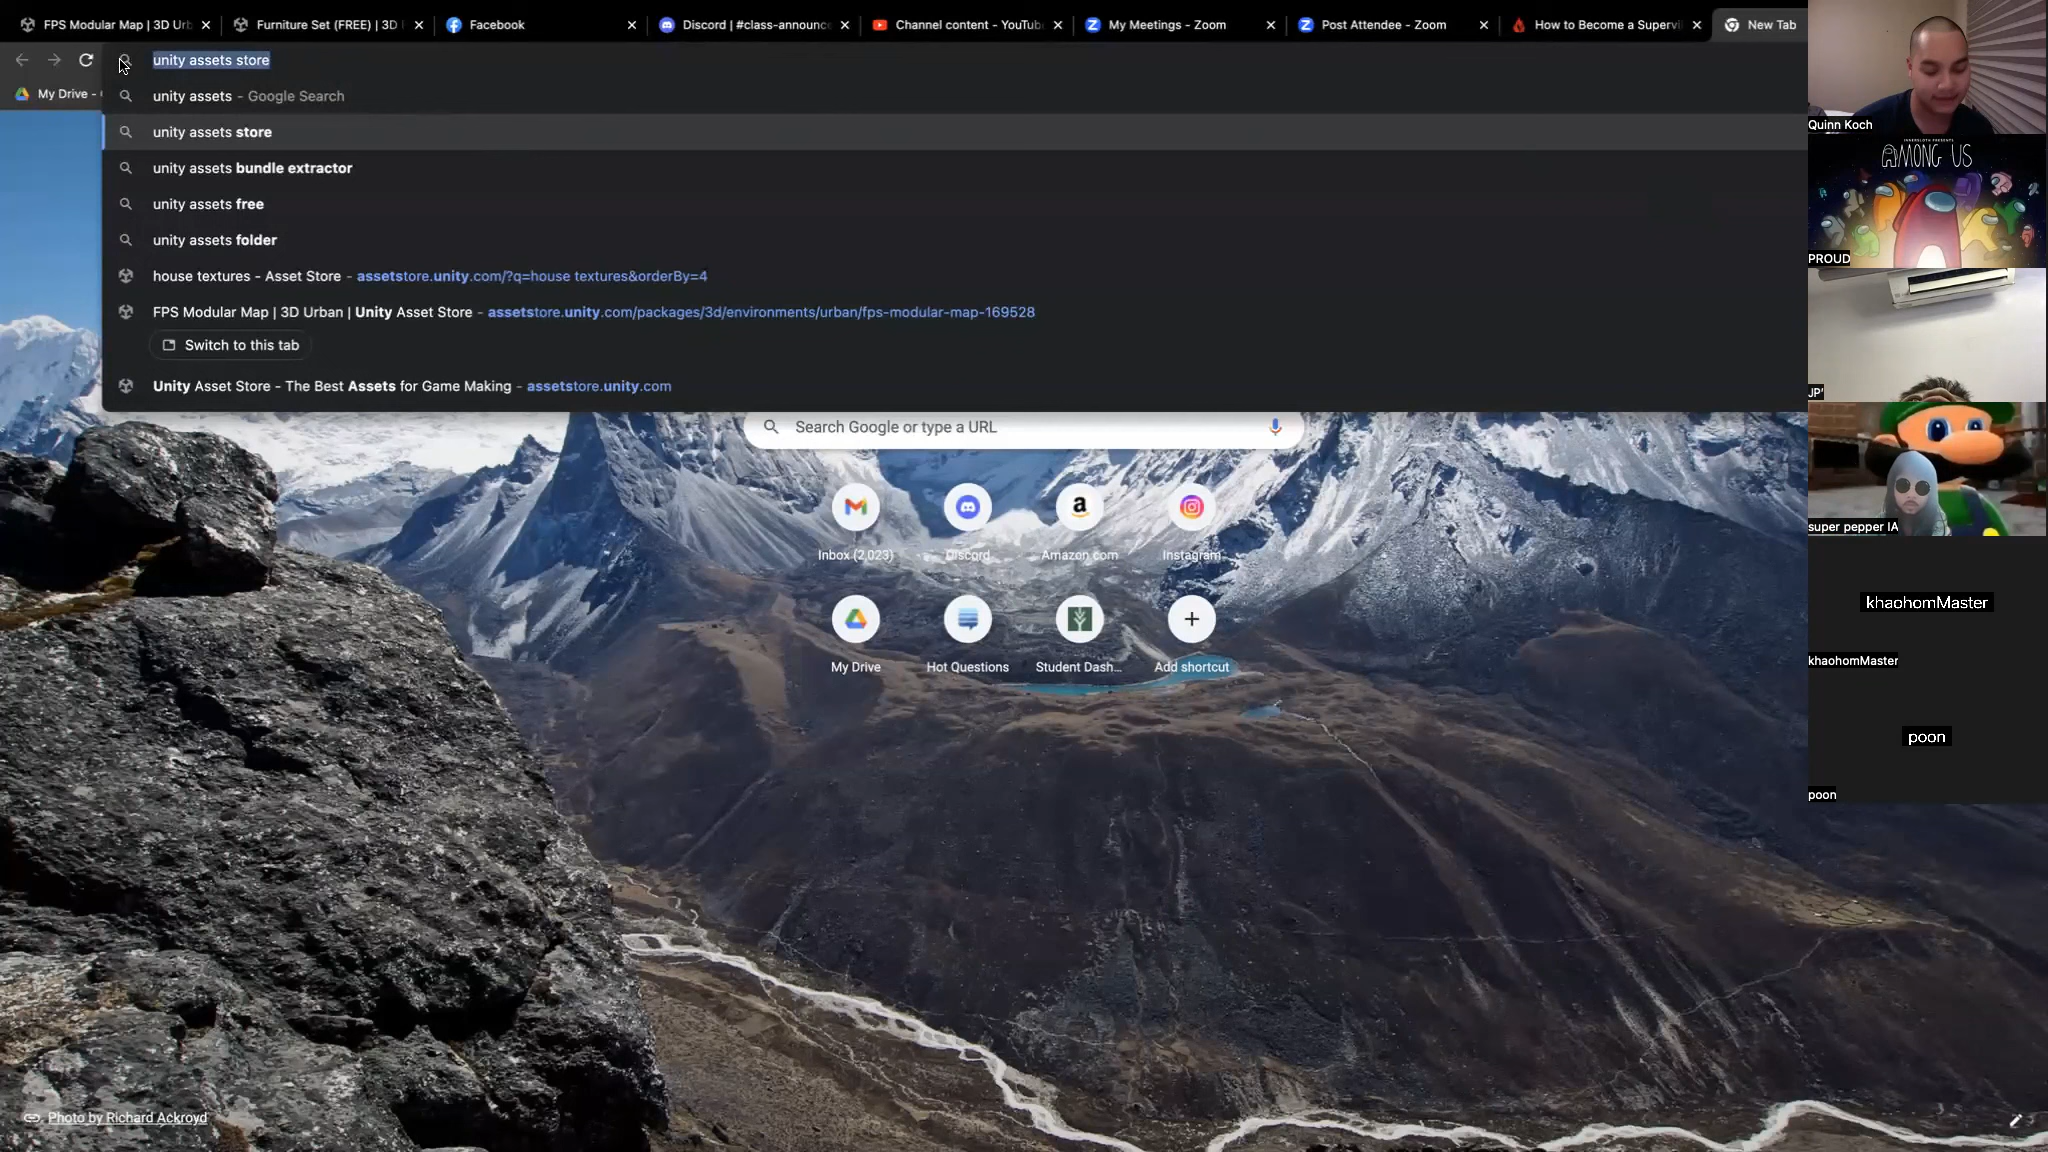 FPS Modular Map | 3D Urb
Furniture Set (FREE) | 3D
Facebook
Discord | #class-announce
Channel content - YouTube
My Meetings - Zoom
Post Attendee - Zoom
How to Become a Supervil
New Tab
unity assets store
My Drive -
unity assets - Google Search
unity assets store
unity assets bundle extractor
unity assets free
unity assets folder
house textures - Asset Store - assetstore.unity.com/?q=house textures&orderBy=4
FPS Modular Map | 3D Urban | Unity Asset Store - assetstore.unity.com/packages/3d/environments/urban/fps-modular-map-169528
Switch to this tab
Unity Asset Store - The Best Assets for Game Making - assetstore.unity.com
Search Google or type a URL
Inbox (2,023)
Discord
Amazon.com
Instagram
My Drive
Hot Questions
Student Dash...
Add shortcut
Photo by Richard Ackroyd
Quinn Koch
AMONG US
PROUD
JP'
super pepper IA
khaohomMaster
khaohomMaster
poon
poon